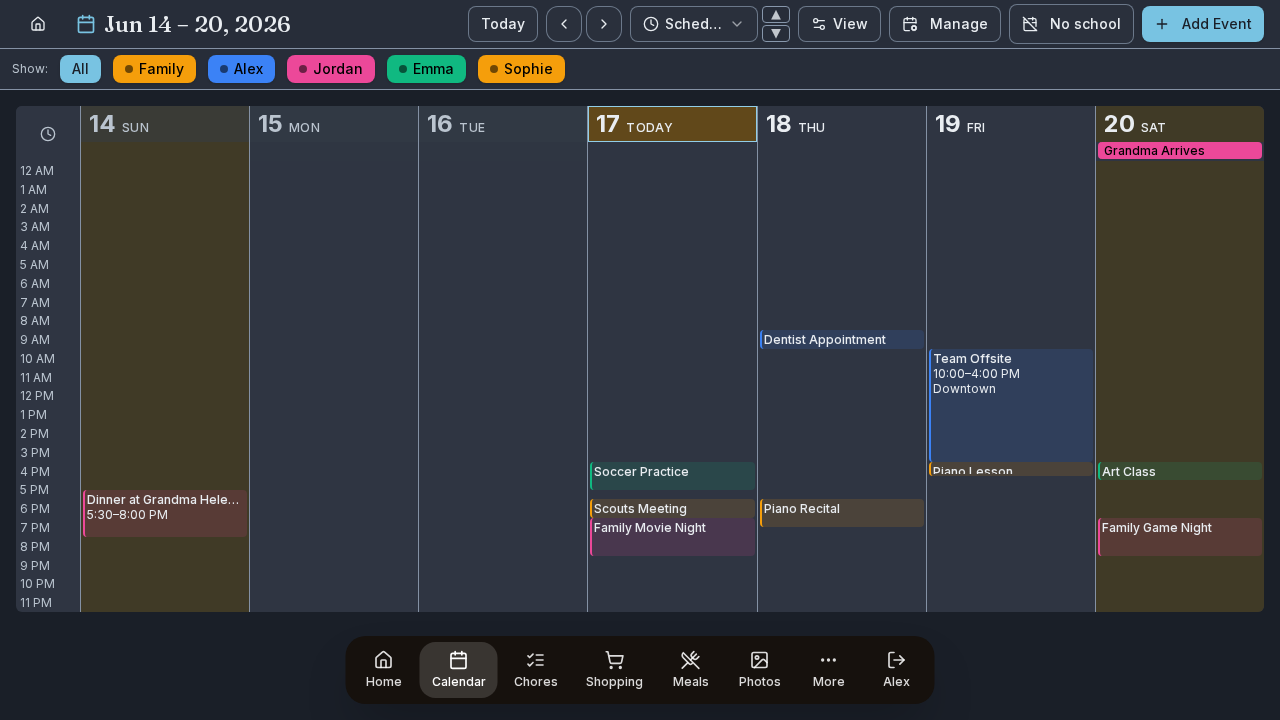 Jun 14 – 20, 2026
Today
Sched...
View
Manage
No school
Add Event
Show:
All
Family
Alex
Jordan
Emma
Sophie
14 SUN
15 MON
16 TUE
17 TODAY
18 THU
19 FRI
20 SAT
Grandma Arrives
12 AM
1 AM
2 AM
3 AM
4 AM
5 AM
6 AM
7 AM
8 AM
9 AM
10 AM
11 AM
12 PM
1 PM
2 PM
3 PM
4 PM
5 PM
6 PM
7 PM
8 PM
9 PM
10 PM
11 PM
Dinner at Grandma Hele...
5:30–8:00 PM
Soccer Practice
Scouts Meeting
Family Movie Night
Dentist Appointment
Piano Recital
Team Offsite
10:00–4:00 PM
Downtown
Piano Lesson
Art Class
Family Game Night
Home
Calendar
Chores
Shopping
Meals
Photos
More
Alex